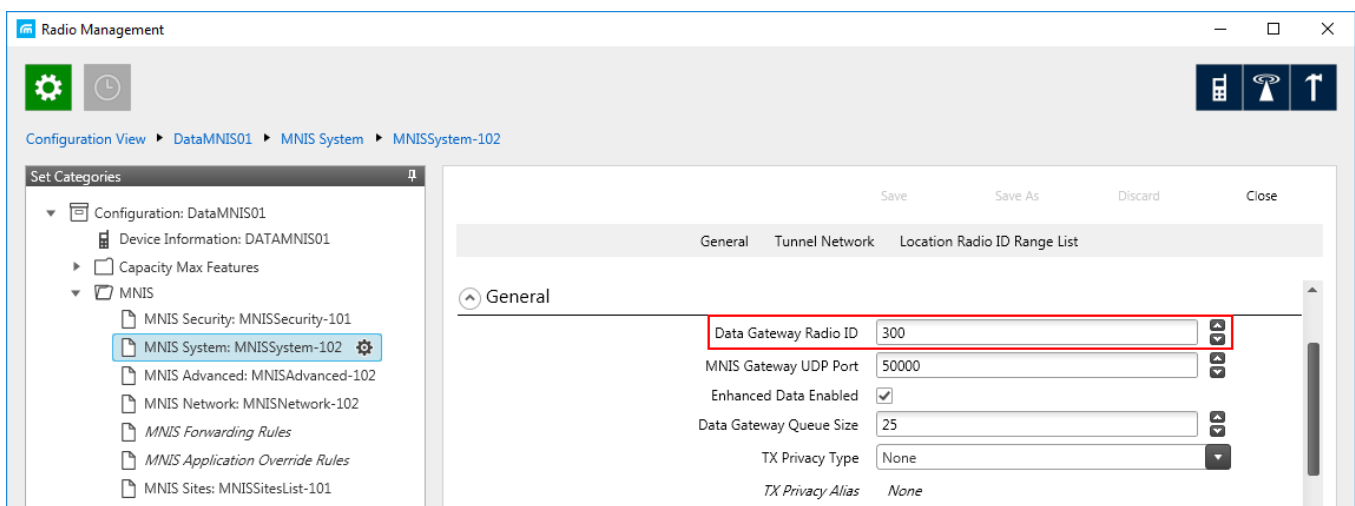 Radio Management
Configuration View DataMNIS01 MNIS System MNISSystem-102
Set Categories
Configuration: DataMNIS01
Device Information: DATAMNIS01
Capacity Max Features
MNIS
MNIS Security: MNISSecurity-101
MNIS System: MNISSystem-102
MNIS Advanced: MNISAdvanced-102
MNIS Network: MNISNetwork-102
MNIS Forwarding Rules
MNIS Application Override Rules
MNIS Sites: MNISSitesList-101
Save Save As Discard Close
General Tunnel Network Location Radio ID Range List
General
Data Gateway Radio ID 300
MNIS Gateway UDP Port 50000
Enhanced Data Enabled
Data Gateway Queue Size 25
TX Privacy Type None
TX Privacy Alias None